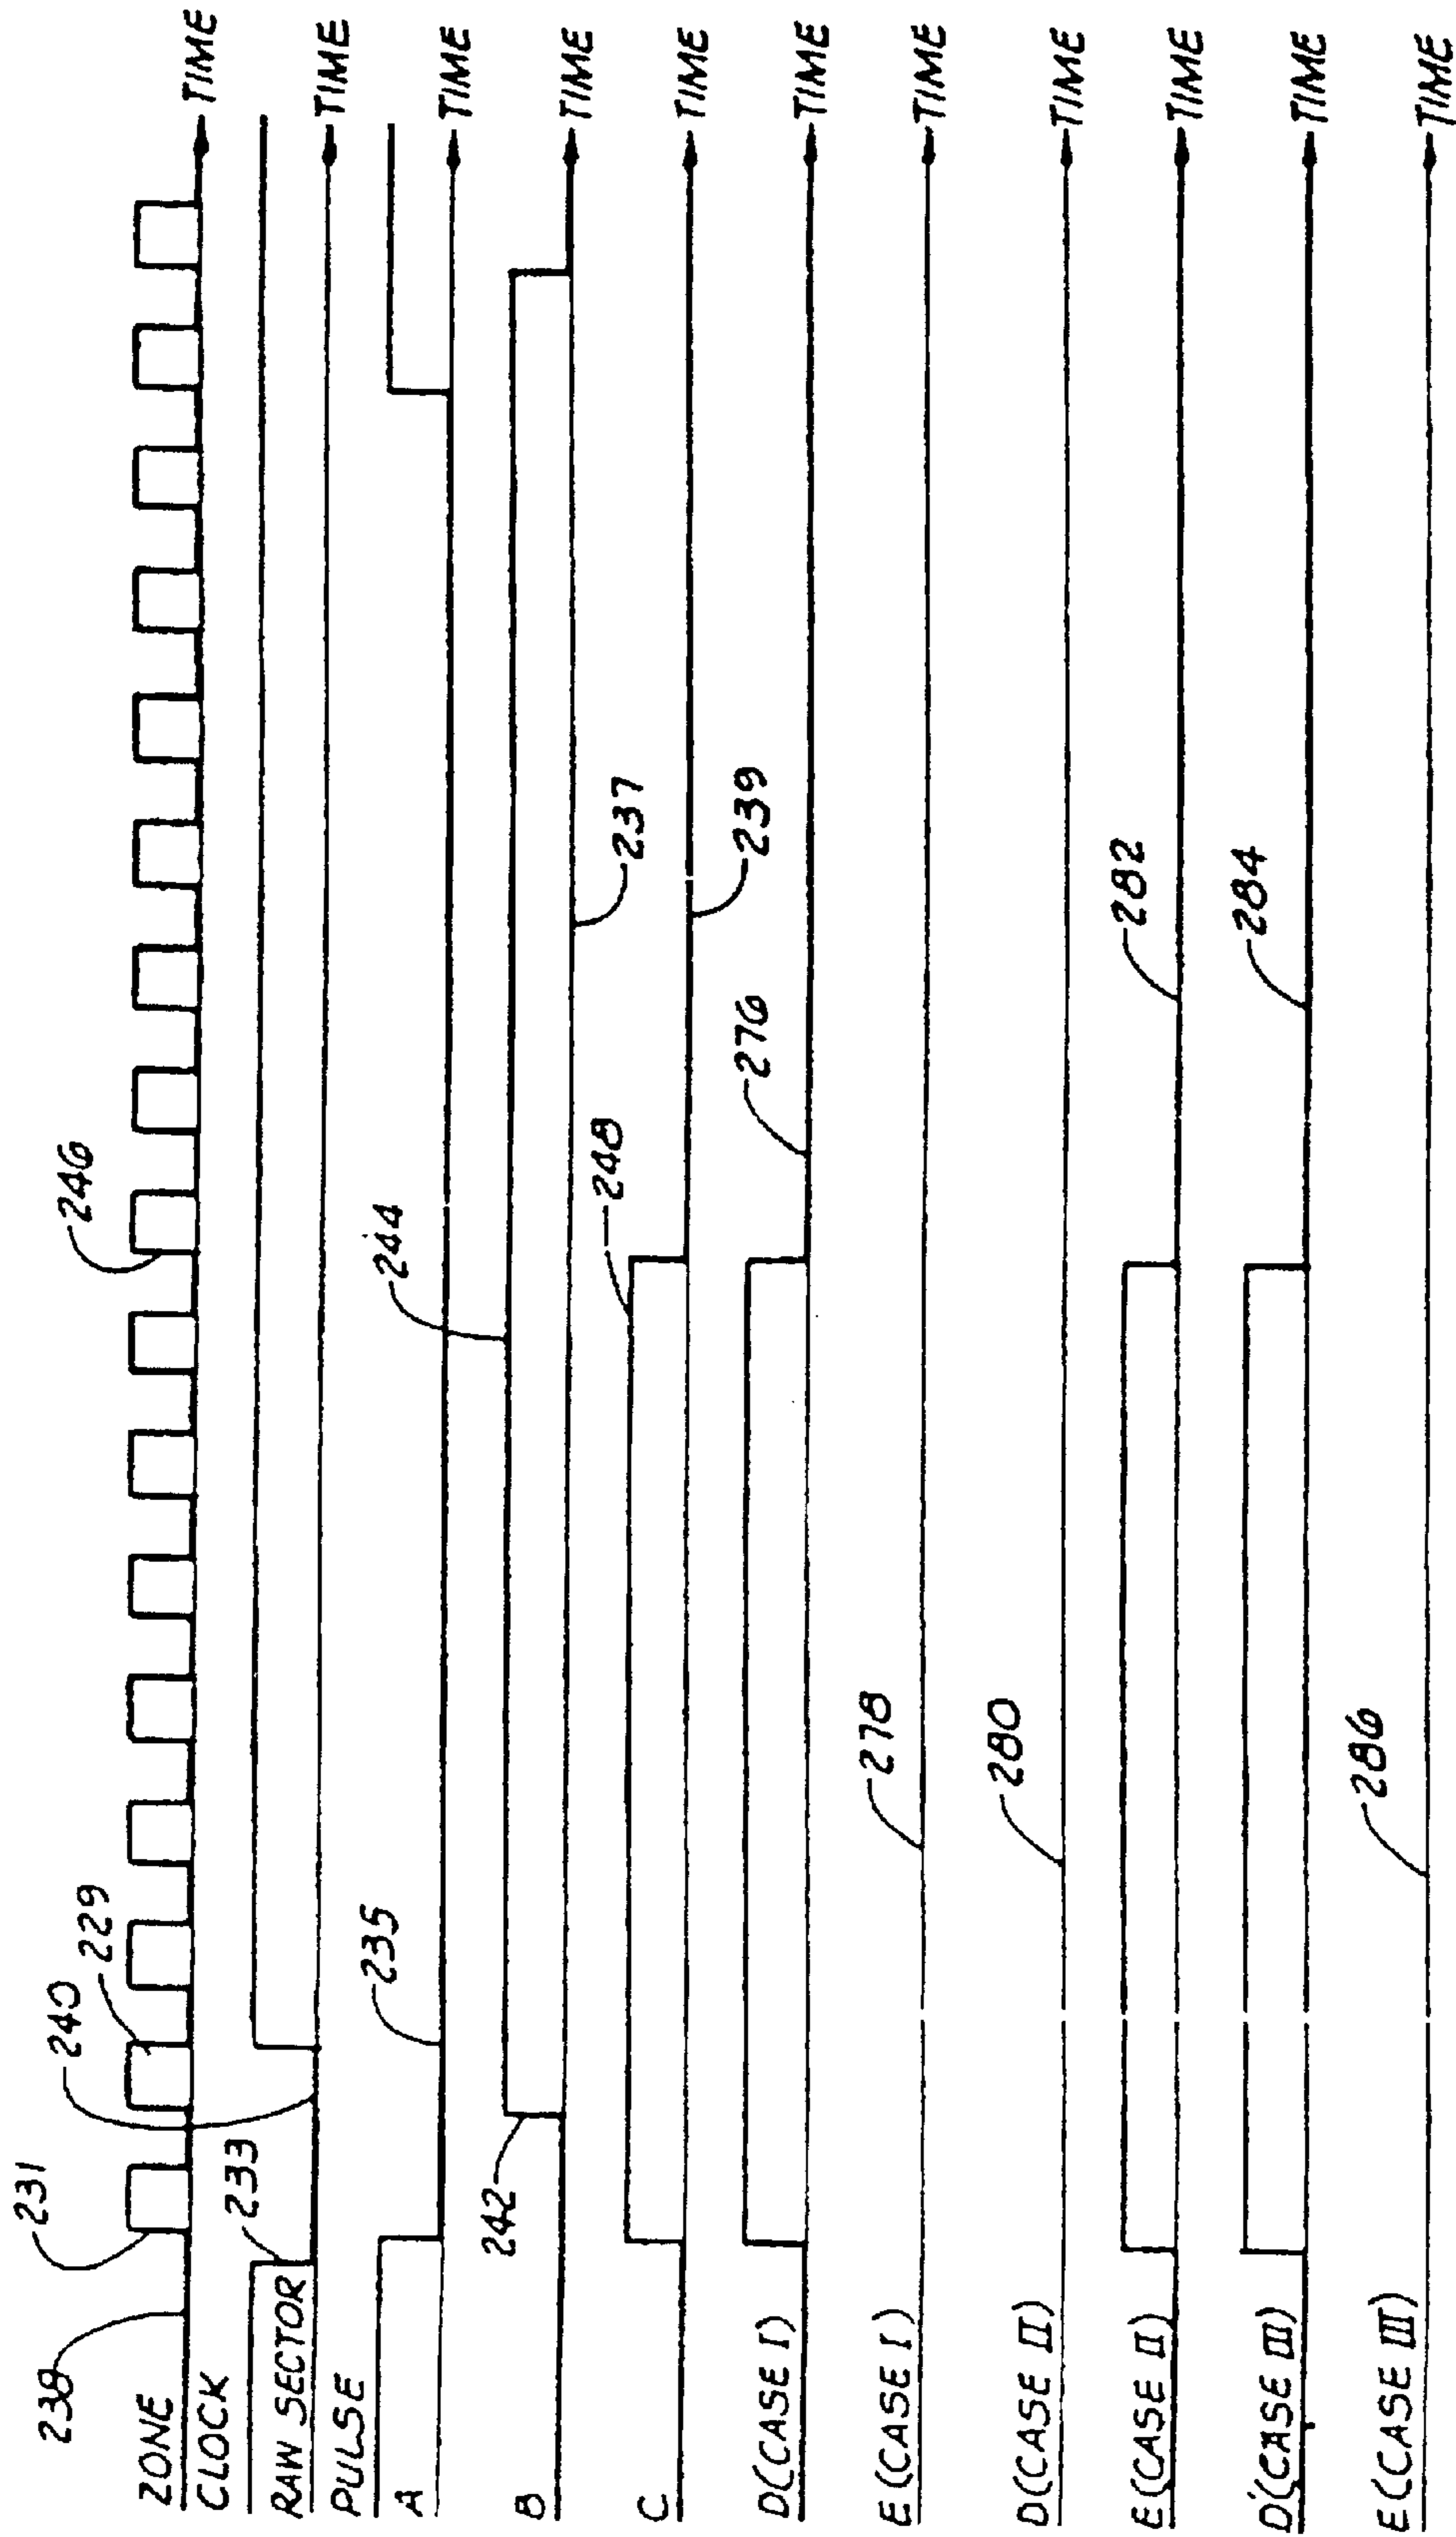 238
231
240
229
246
ZONE
CLOCK
TIME
233
RAW SECTOR
PULSE
TIME
235
244
A
TIME
242
237
B
TIME
248
239
C
TIME
276
D(CASE I)
TIME
278
E(CASE I)
TIME
280
D(CASE II)
TIME
282
E(CASE II)
TIME
284
D'(CASE III)
TIME
286
E(CASE III)
TIME